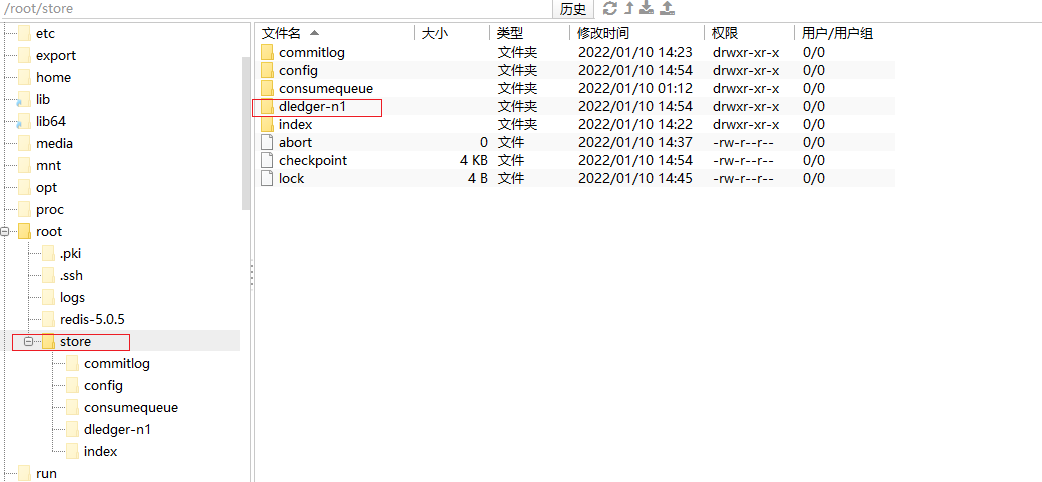 /root/store 历史
etc
export
home
lib
lib64
media
mnt
opt
proc
root
.pki
.ssh
logs
redis-5.0.5
store
commitlog
config
consumequeue
dledger-n1
index
run
文件名 大小 类型 修改时间 权限 用户/用户组
commitlog 文件夹 2022/01/10 14:23 drwxr-xr-x 0/0
config 文件夹 2022/01/10 14:54 drwxr-xr-x 0/0
consumequeue 文件夹 2022/01/10 01:12 drwxr-xr-x 0/0
dledger-n1 文件夹 2022/01/10 14:54 drwxr-xr-x 0/0
index 文件夹 2022/01/10 14:22 drwxr-xr-x 0/0
abort 0 文件 2022/01/10 14:37 -rw-r--r-- 0/0
checkpoint 4 KB 文件 2022/01/10 14:54 -rw-r--r-- 0/0
lock 4 B 文件 2022/01/10 14:45 -rw-r--r-- 0/0